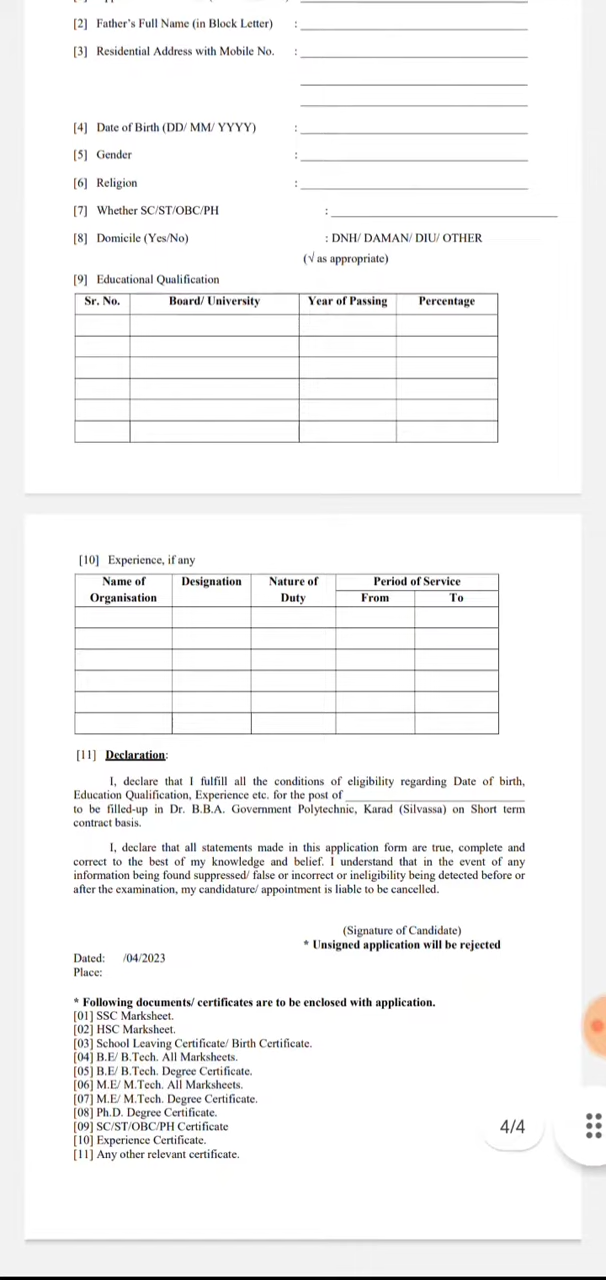 [2] Father's Full Name (in Block Letter) :
[3] Residential Address with Mobile No. :
[4] Date of Birth (DD/ MM/ YYYY) :
[5] Gender :
[6] Religion :
[7] Whether SC/ST/OBC/PH :
[8] Domicile (Yes/No) : DNH/ DAMAN/ DIU/ OTHER
(√ as appropriate)
[9] Educational Qualification
Sr. No. Board/ University Year of Passing Percentage
[10] Experience, if any
Name of Organisation Designation Nature of Duty Period of Service
From To
[11] Declaration:
I, declare that I fulfill all the conditions of eligibility regarding Date of birth,
Education Qualification, Experience etc. for the post of
to be filled-up in Dr. B.B.A. Government Polytechnic, Karad (Silvassa) on Short term
contract basis.
I, declare that all statements made in this application form are true, complete and
correct to the best of my knowledge and belief. I understand that in the event of any
information being found suppressed/ false or incorrect or ineligibility being detected before or
after the examination, my candidature/ appointment is liable to be cancelled.
(Signature of Candidate)
* Unsigned application will be rejected
Dated: /04/2023
Place:
* Following documents/ certificates are to be enclosed with application.
[01] SSC Marksheet.
[02] HSC Marksheet.
[03] School Leaving Certificate/ Birth Certificate.
[04] B.E/ B.Tech. All Marksheets.
[05] B.E/ B.Tech. Degree Certificate.
[06] M.E/ M.Tech. All Marksheets.
[07] M.E/ M.Tech. Degree Certificate.
[08] Ph.D. Degree Certificate.
[09] SC/ST/OBC/PH Certificate
[10] Experience Certificate.
[11] Any other relevant certificate.
4/4